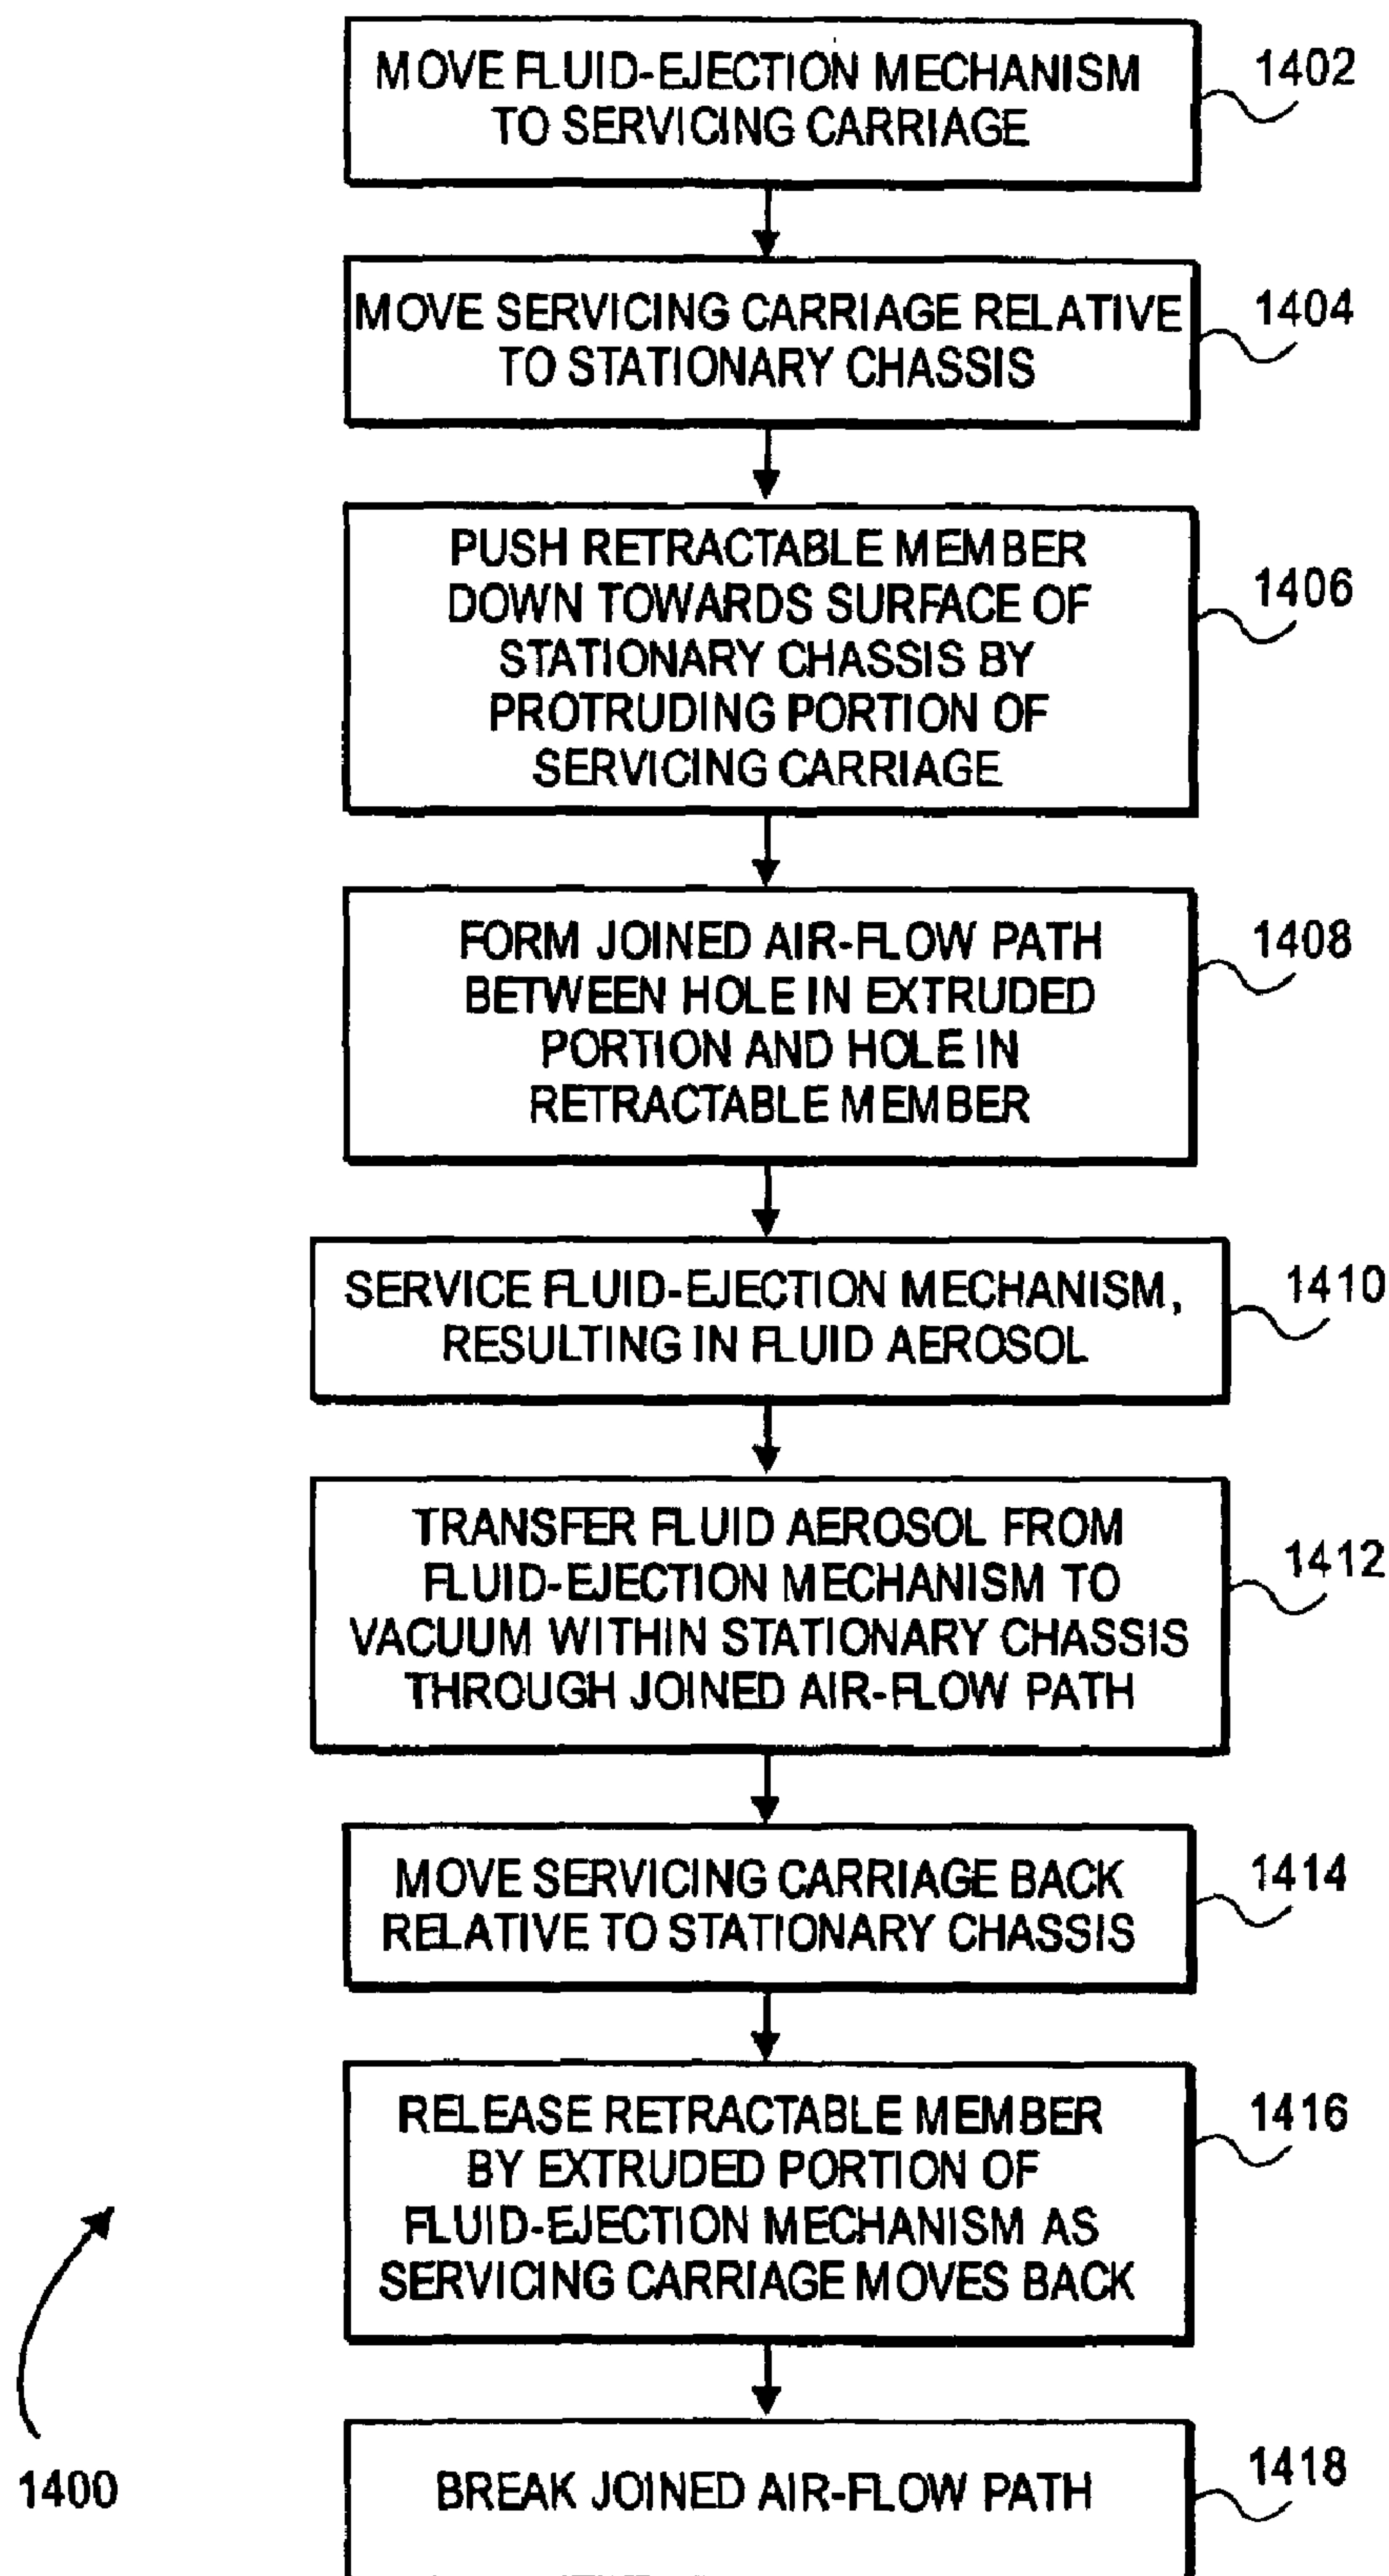 MOVE FLUID-EJECTION MECHANISM
TO SERVICING CARRIAGE
1402
MOVE SERVICING CARRIAGE RELATIVE
TO STATIONARY CHASSIS
1404
PUSH RETRACTABLE MEMBER
DOWN TOWARDS SURFACE OF
STATIONARY CHASSIS BY
PROTRUDING PORTION OF
SERVICING CARRIAGE
1406
FORM JOINED AIR-FLOW PATH
BETWEEN HOLE IN EXTRUDED
PORTION AND HOLE IN
RETRACTABLE MEMBER
1408
SERVICE FLUID-EJECTION MECHANISM,
RESULTING IN FLUID AEROSOL
1410
TRANSFER FLUID AEROSOL FROM
FLUID-EJECTION MECHANISM TO
VACUUM WITHIN STATIONARY CHASSIS
THROUGH JOINED AIR-FLOW PATH
1412
MOVE SERVICING CARRIAGE BACK
RELATIVE TO STATIONARY CHASSIS
1414
RELEASE RETRACTABLE MEMBER
BY EXTRUDED PORTION OF
FLUID-EJECTION MECHANISM AS
SERVICING CARRIAGE MOVES BACK
1416
BREAK JOINED AIR-FLOW PATH
1418
1400